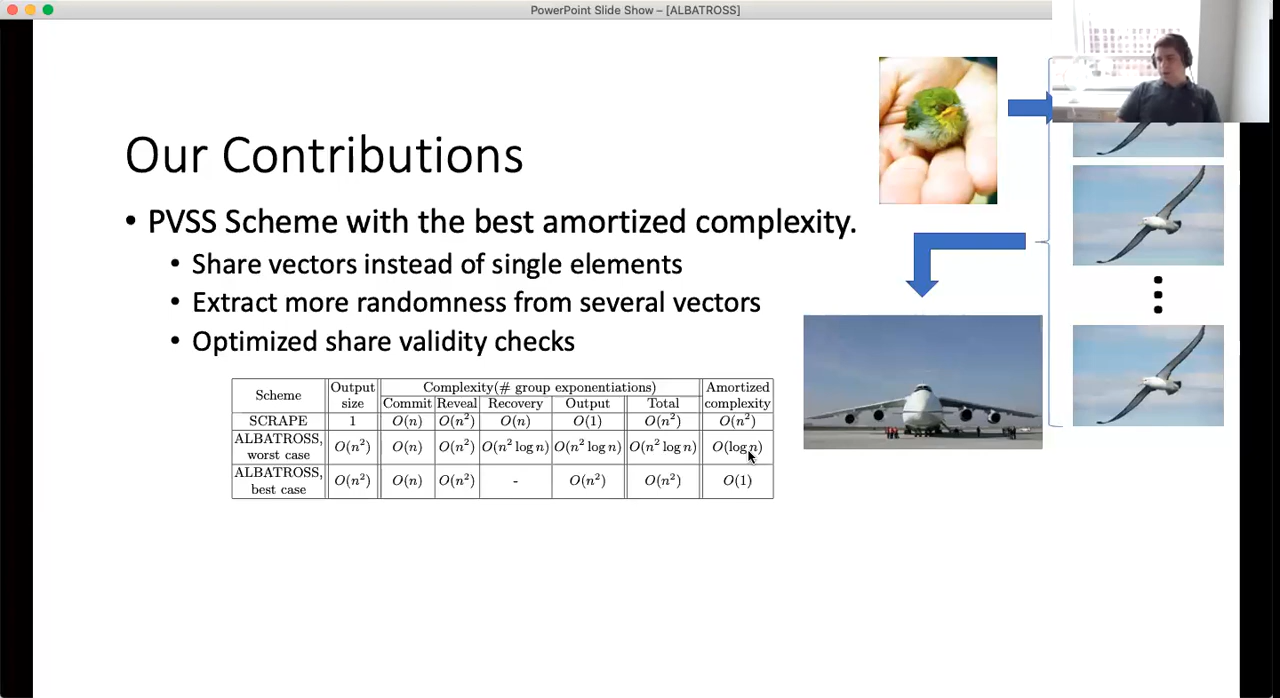 PowerPoint Slide Show – [ALBATROSS]
Our Contributions
• PVSS Scheme with the best amortized complexity.
• Share vectors instead of single elements
• Extract more randomness from several vectors
• Optimized share validity checks
Scheme | Output size | Complexity(# group exponentiations) | Amortized complexity
Commit | Reveal | Recovery | Output | Total
SCRAPE | 1 | O(n) | O(n²) | O(n) | O(1) | O(n²) | O(n²)
ALBATROSS, worst case | O(n²) | O(n) | O(n²) | O(n² log n) | O(n² log n) | O(n² log n) | O(log n)
ALBATROSS, best case | O(n²) | O(n) | O(n²) | - | O(n²) | O(n²) | O(1)